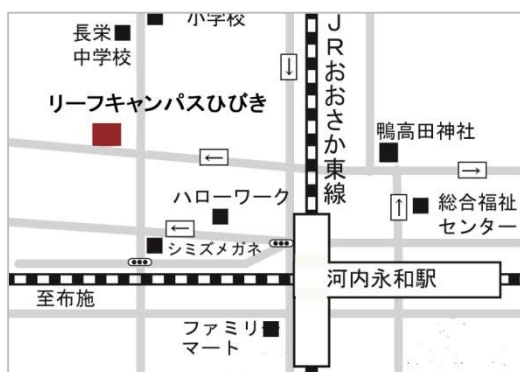 小学校
長栄
中学校
JRおおさか東線
リーフキャンパスひびき
←
↓
鴨高田神社
→
ハローワーク
←
↑
総合福祉
センター
シミズメガネ
河内永和駅
至布施
ファミリー
マート